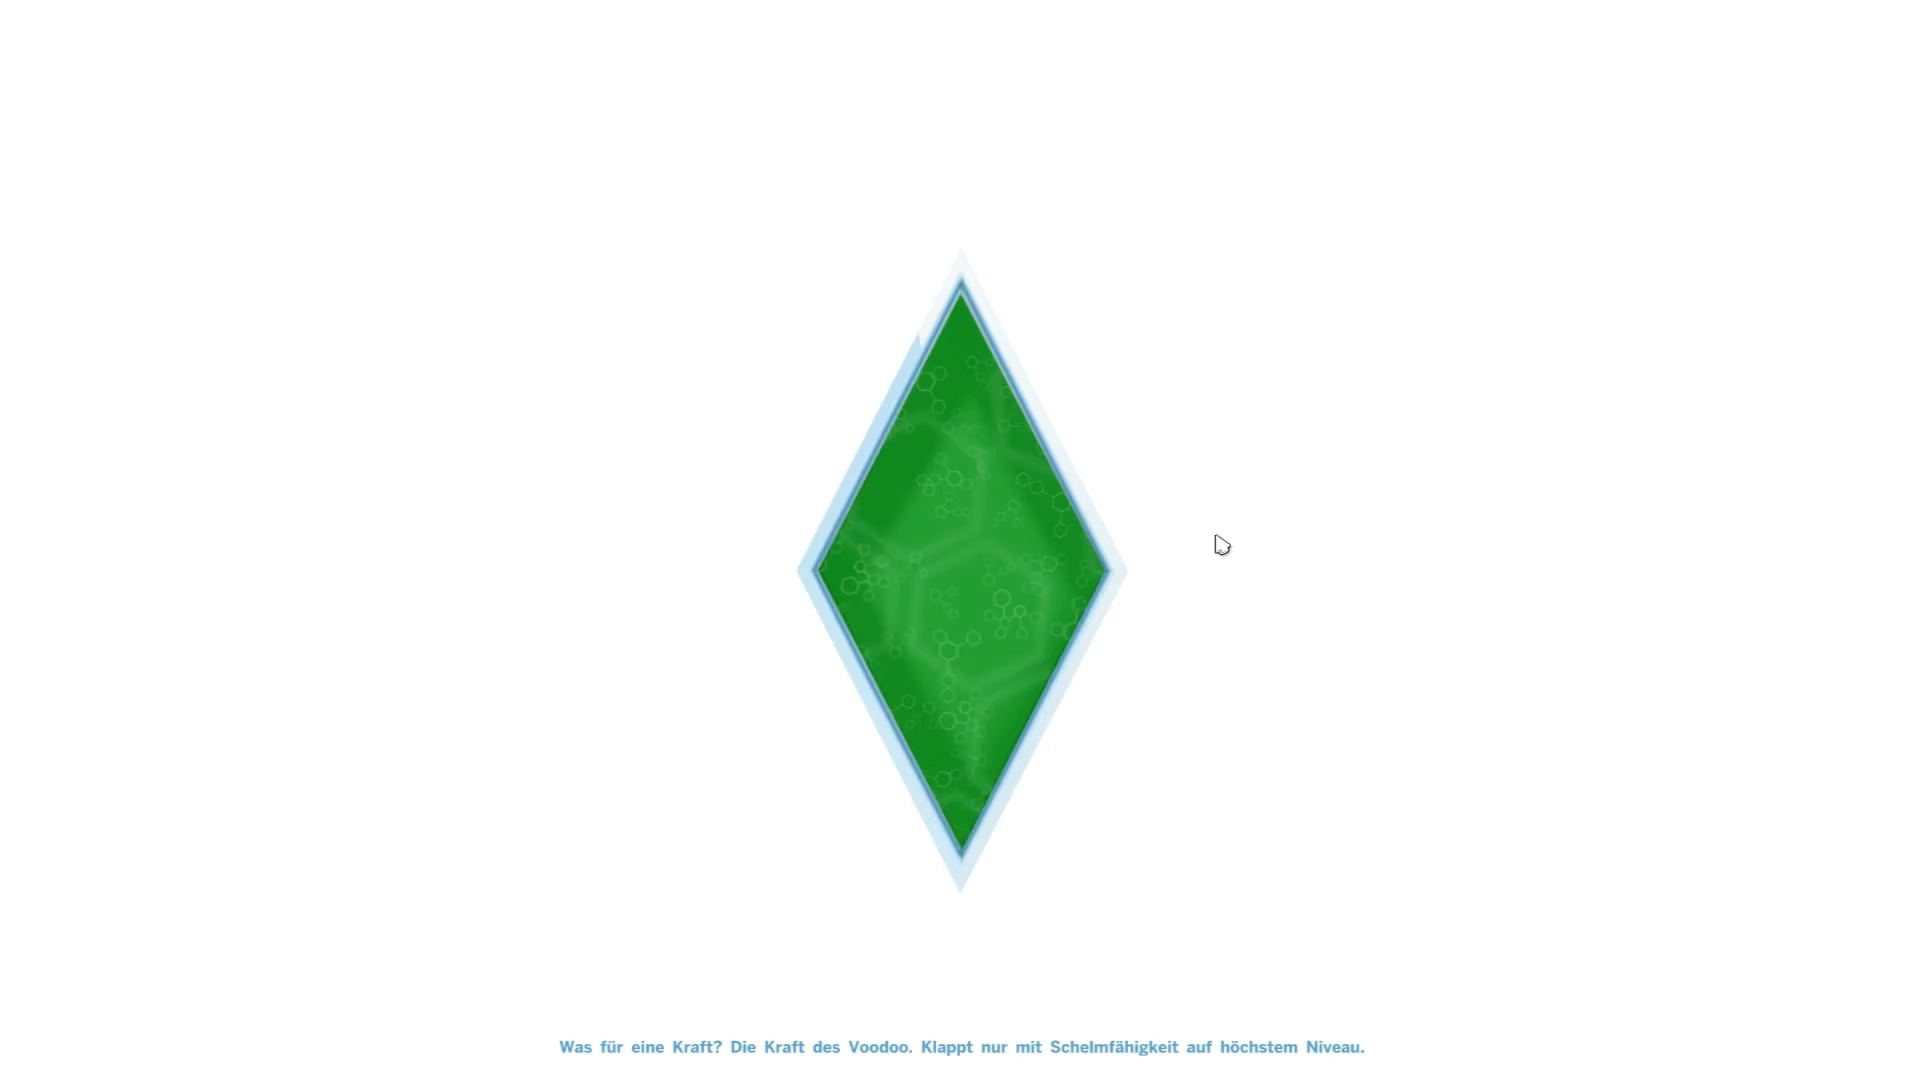 Was für eine Kraft? Die Kraft des Voodoo. Klappt nur mit Schelmfähigkeit auf höchstem Niveau.